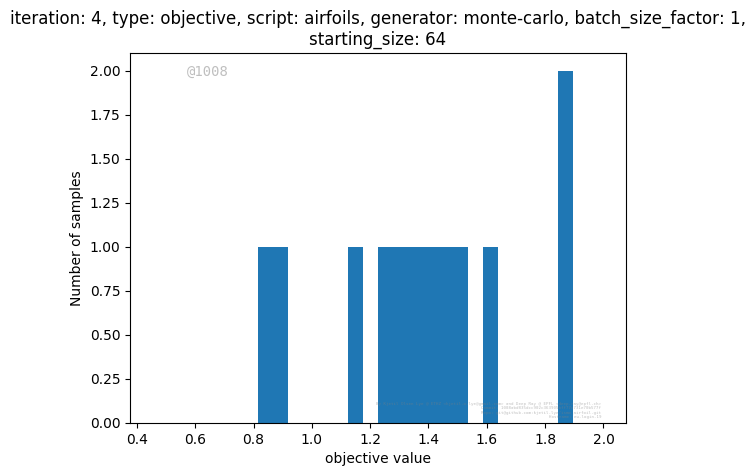 iteration: 4, type: objective, script: airfoils, generator: monte-carlo, batch_size_factor: 1,
starting_size: 64
@1008
2.00
1.75
1.50
1.25
1.00
0.75
0.50
0.25
0.00
Number of samples
0.4 0.6 0.8 1.0 1.2 1.4 1.6 1.8 2.0
objective value